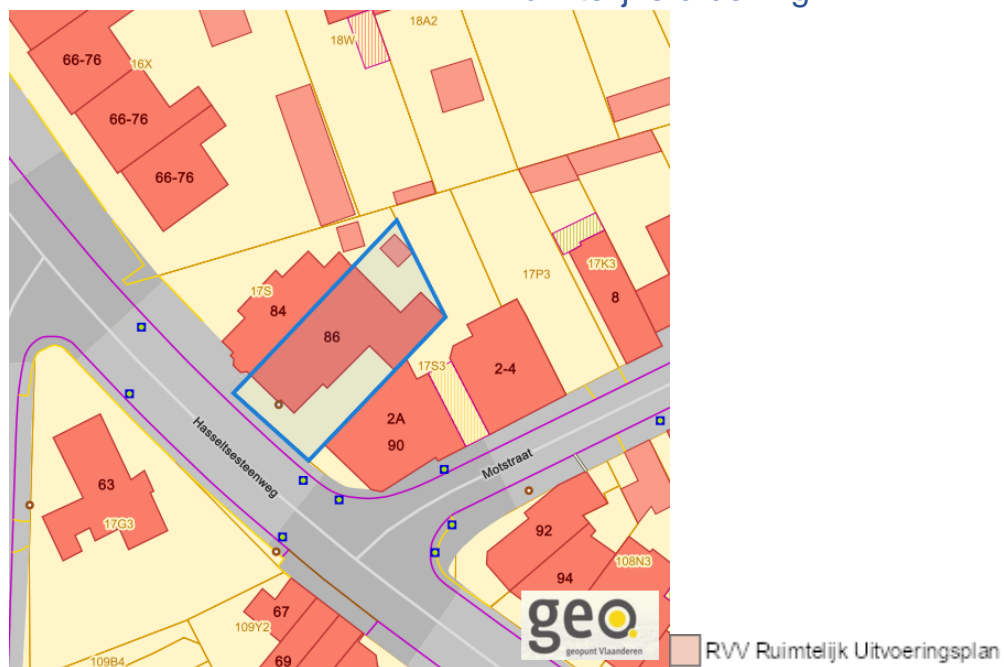 18A2
18W
66-76
16X
66-76
66-76
17P3
17K3
17S
84
8
86
17S3
2-4
2A
90
Hasseltsesteenweg
Motstraat
63
17G3
92
108N3
94
67
109Y2
69
109B4
geo.
geopunt Vlaanderen
RVV Ruimtelijk Uitvoeringsplan